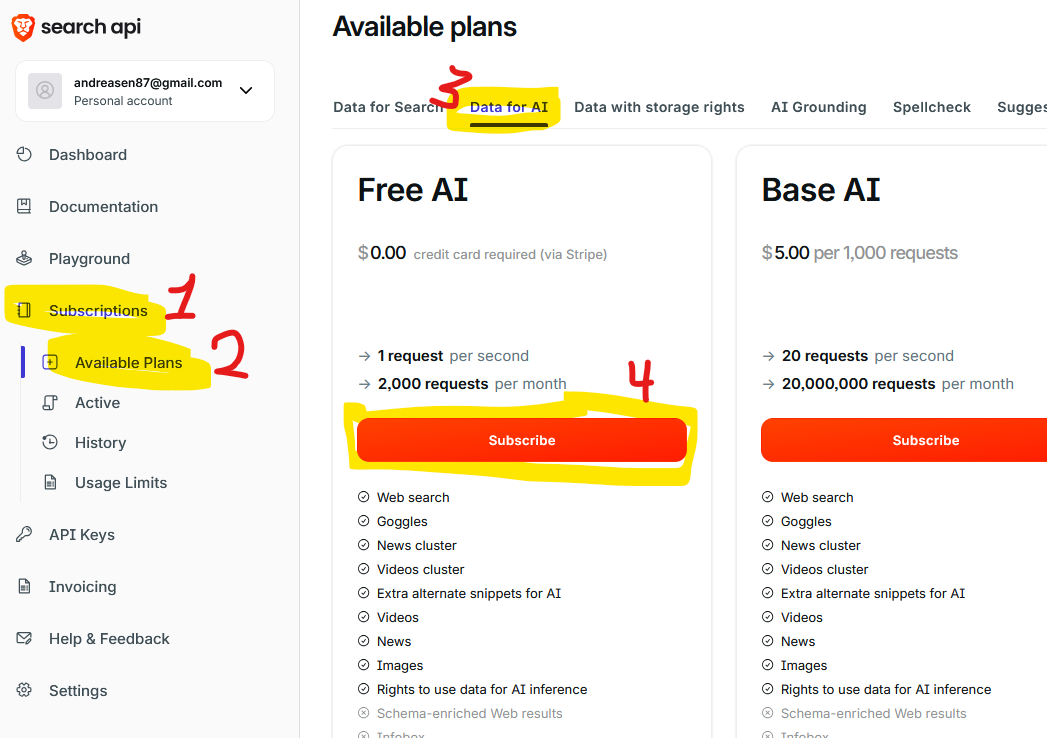 search api
andreasen87@gmail.com
Personal account
Dashboard
Documentation
Playground
Subscriptions
1
Available Plans
2
Active
History
Usage Limits
API Keys
Invoicing
Help & Feedback
Settings
Available plans
3
Data for Search Data for AI Data with storage rights AI Grounding Spellcheck Sugges
Free AI
$0.00 credit card required (via Stripe)
→ 1 request per second
→ 2,000 requests per month
4
Subscribe
Web search
Goggles
News cluster
Videos cluster
Extra alternate snippets for AI
Videos
News
Images
Rights to use data for AI inference
Schema-enriched Web results
Infobox
Base AI
$5.00 per 1,000 requests
→ 20 requests per second
→ 20,000,000 requests per month
Subscribe
Web search
Goggles
News cluster
Videos cluster
Extra alternate snippets for AI
Videos
News
Images
Rights to use data for AI inference
Schema-enriched Web results
Infobox